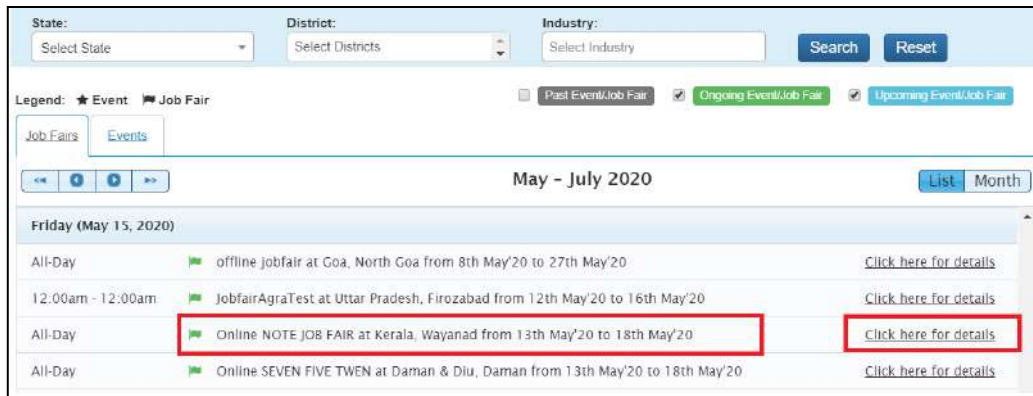 State: District: Industry:
Select State Select Districts Select Industry Search Reset
Legend: Event Job Fair Past Event/Job Fair Ongoing Event/Job Fair Upcoming Event/Job Fair
Job Fairs Events
May - July 2020 List Month
Friday (May 15, 2020)
All-Day offline jobfair at Goa, North Goa from 8th May'20 to 27th May'20 Click here for details
12:00am - 12:00am JobfairAgraTest at Uttar Pradesh, Firozabad from 12th May'20 to 16th May'20 Click here for details
All-Day Online NOTE JOB FAIR at Kerala, Wayanad from 13th May'20 to 18th May'20 Click here for details
All-Day Online SEVEN FIVE TWEN at Daman & Diu, Daman from 13th May'20 to 18th May'20 Click here for details